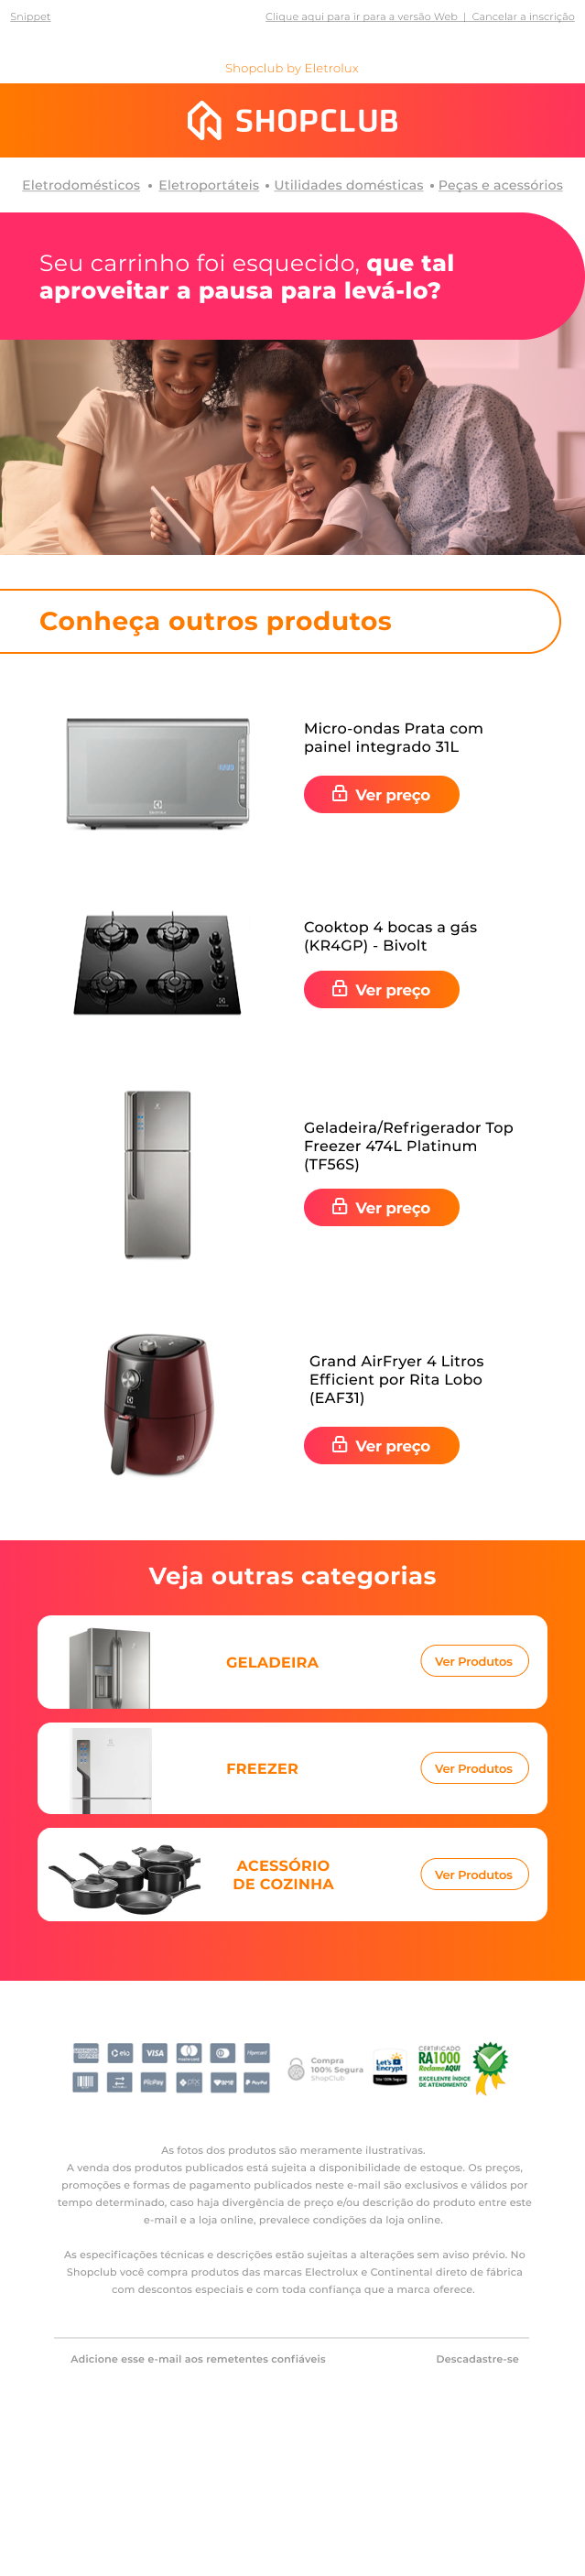 Snippet
Clique aqui para ir para a versão Web | Cancelar a inscrição
Shopclub by Eletrolux
SHOPCLUB
Eletrodomésticos • Eletroportáteis • Utilidades domésticas • Peças e acessórios
Seu carrinho foi esquecido, que tal
aproveitar a pausa para levá-lo?
Conheça outros produtos
Micro-ondas Prata com
painel integrado 31L
Ver preço
Cooktop 4 bocas a gás
(KR4GP) - Bivolt
Ver preço
Geladeira/Refrigerador Top
Freezer 474L Platinum
(TF56S)
Ver preço
Grand AirFryer 4 Litros
Efficient por Rita Lobo
(EAF31)
Ver preço
Veja outras categorias
GELADEIRA
Ver Produtos
FREEZER
Ver Produtos
ACESSÓRIO
DE COZINHA
Ver Produtos
elo
VISA
mastercard
Hipercard
PicPay
pix
PayPal
Compra
100% Segura
ShopClub
Let's
Encrypt
Site 100% Seguro
CERTIFICADO
RA1000
ReclameAQUI
EXCELENTE ÍNDICE
DE ATENDIMENTO
As fotos dos produtos são meramente ilustrativas.
A venda dos produtos publicados está sujeita a disponibilidade de estoque. Os preços,
promoções e formas de pagamento publicados neste e-mail são exclusivos e válidos por
tempo determinado, caso haja divergência de preço e/ou descrição do produto entre este
e-mail e a loja online, prevalece condições da loja online.
As especificações técnicas e descrições estão sujeitas a alterações sem aviso prévio. No
Shopclub você compra produtos das marcas Electrolux e Continental direto de fábrica
com descontos especiais e com toda confiança que a marca oferece.
Adicione esse e-mail aos remetentes confiáveis
Descadastre-se